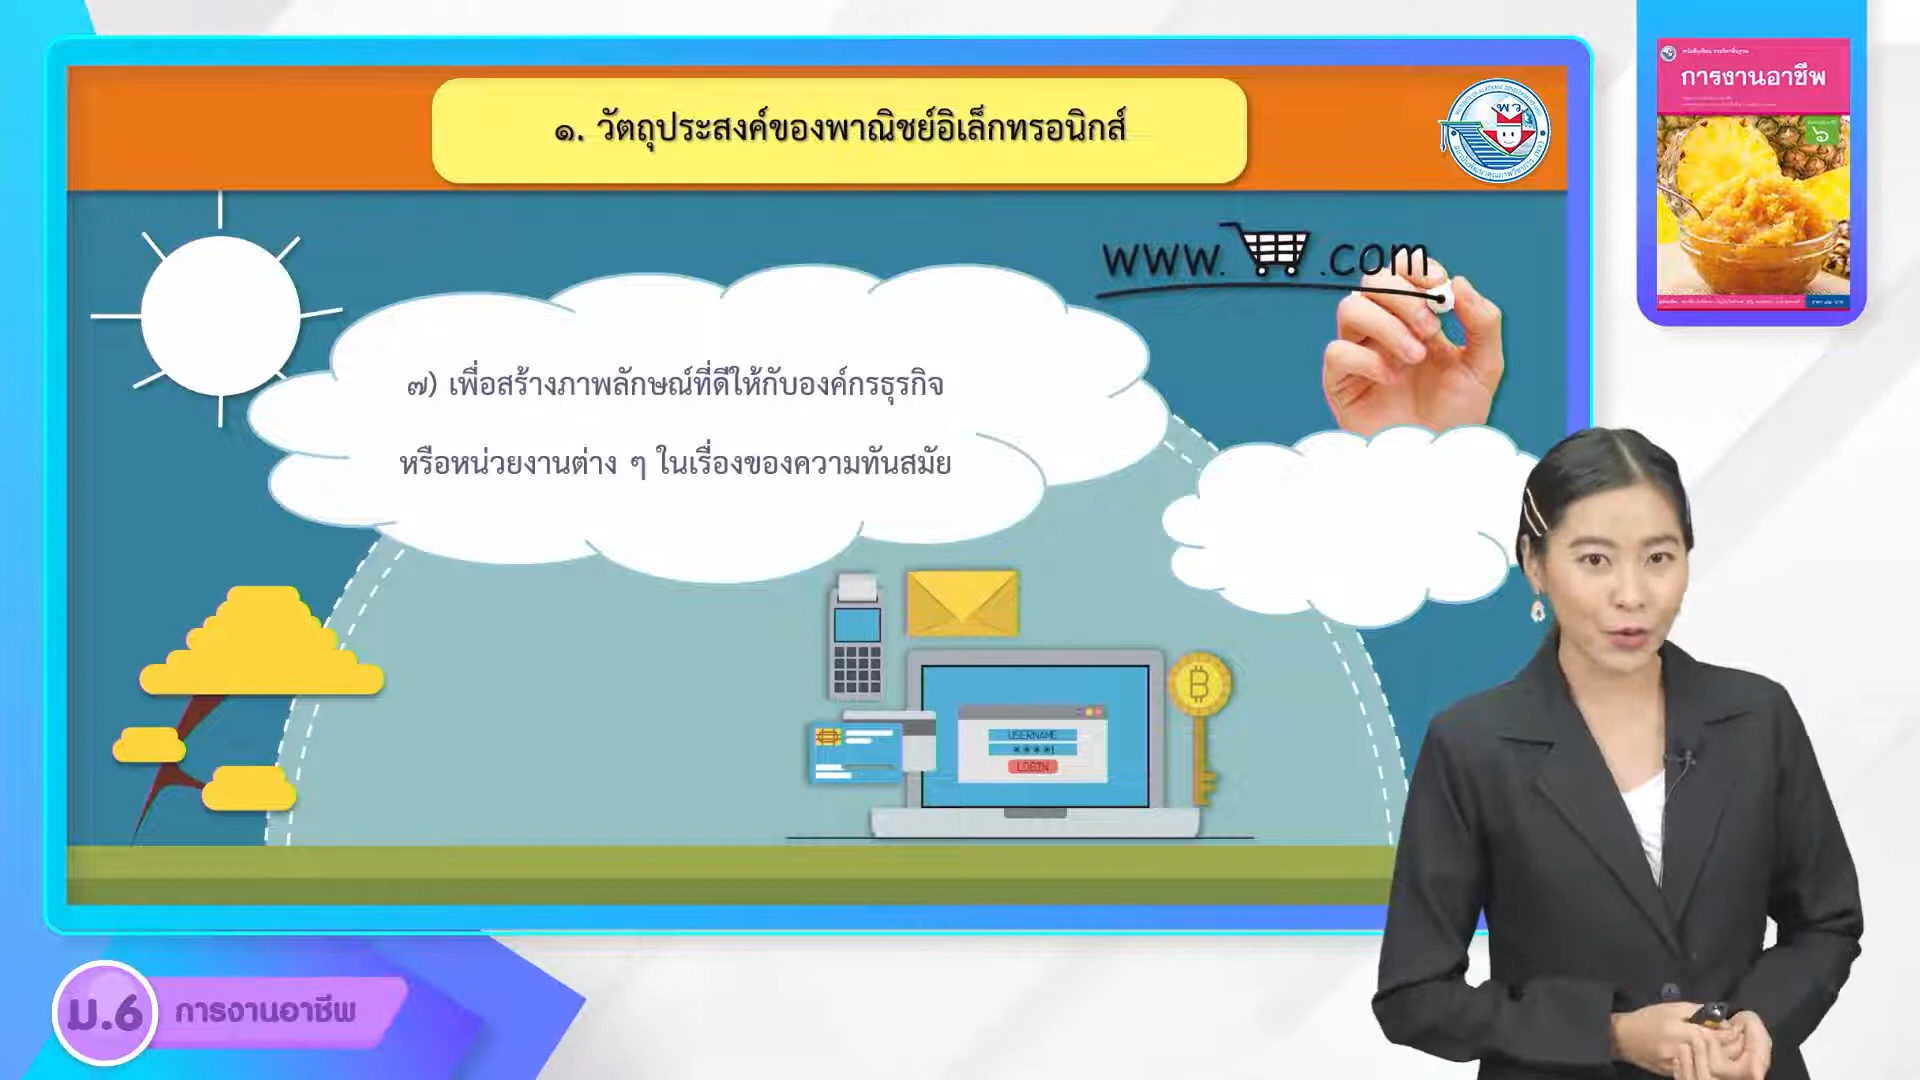 ๑. วัตถุประสงค์ของพาณิชย์อิเล็กทรอนิกส์
พว.
การงานอาชีพ
๖
www. .com
๗) เพื่อสร้างภาพลักษณ์ที่ดีให้กับองค์กรธุรกิจ
หรือหน่วยงานต่าง ๆ ในเรื่องของความทันสมัย
B
USERNAME
****
LOGIN
ม.6 การงานอาชีพ